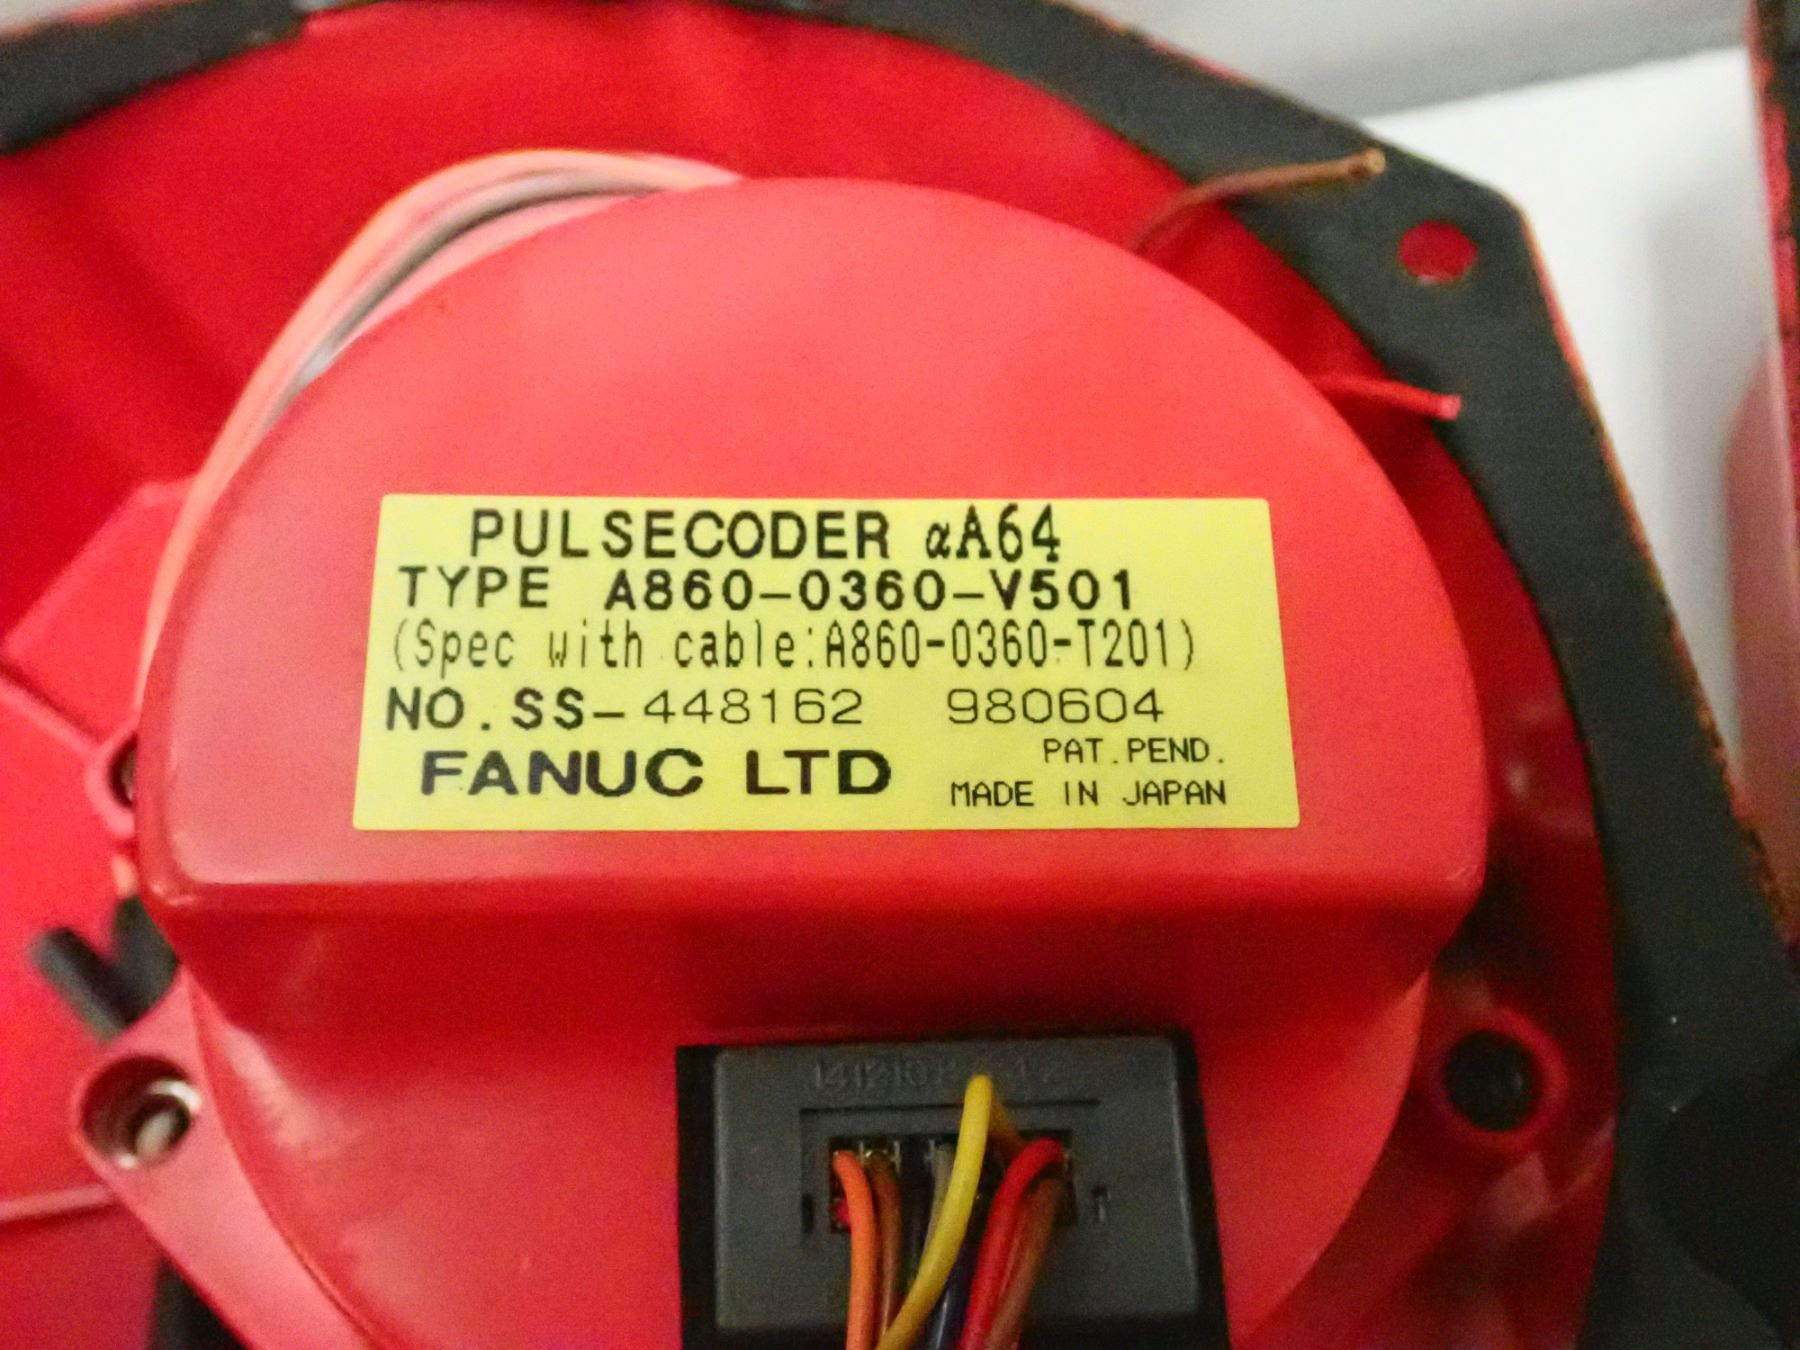 PULSECODER αA64
TYPE A860-0360-V501
(Spec with cable:A860-0360-T201)
NO.SS-448162 980604
FANUC LTD
PAT.PEND.
MADE IN JAPAN